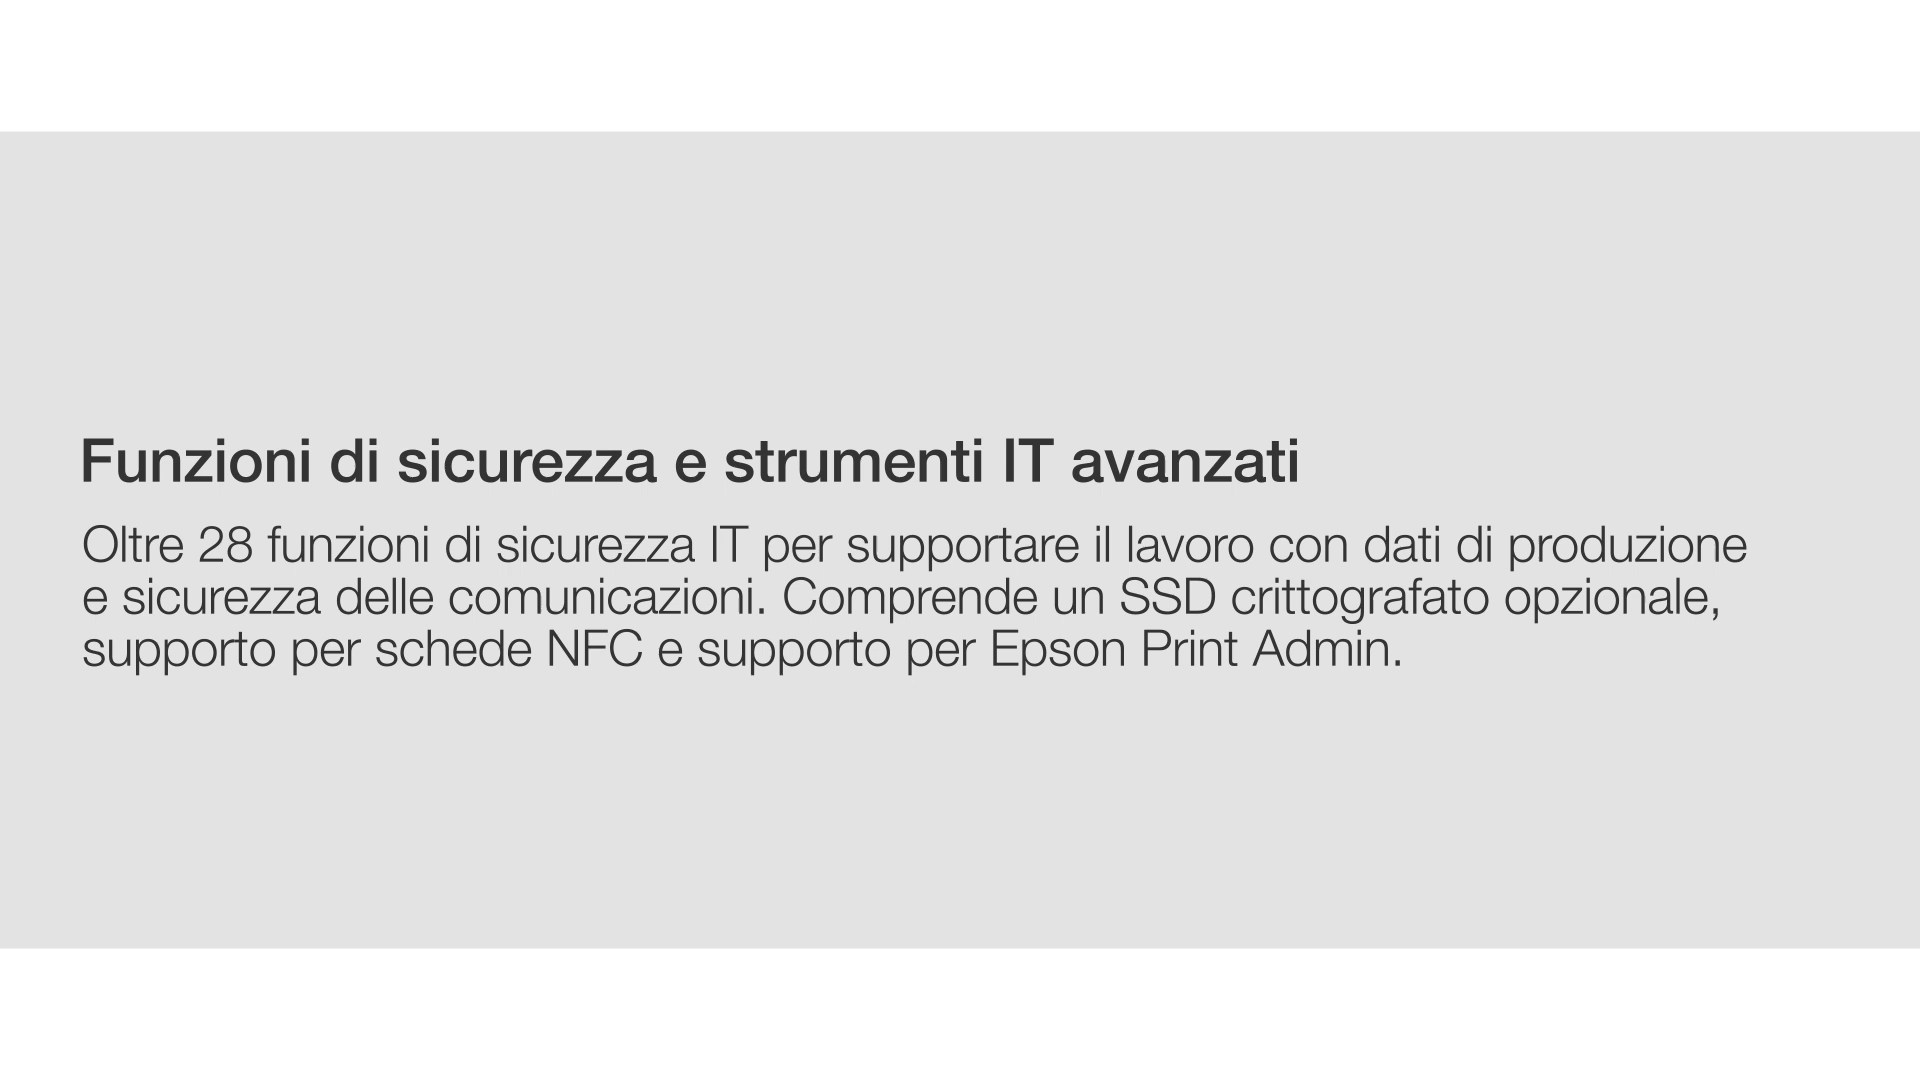 Funzioni di sicurezza e strumenti IT avanzati
Oltre 28 funzioni di sicurezza IT per supportare il lavoro con dati di produzione
e sicurezza delle comunicazioni. Comprende un SSD crittografato opzionale,
supporto per schede NFC e supporto per Epson Print Admin.